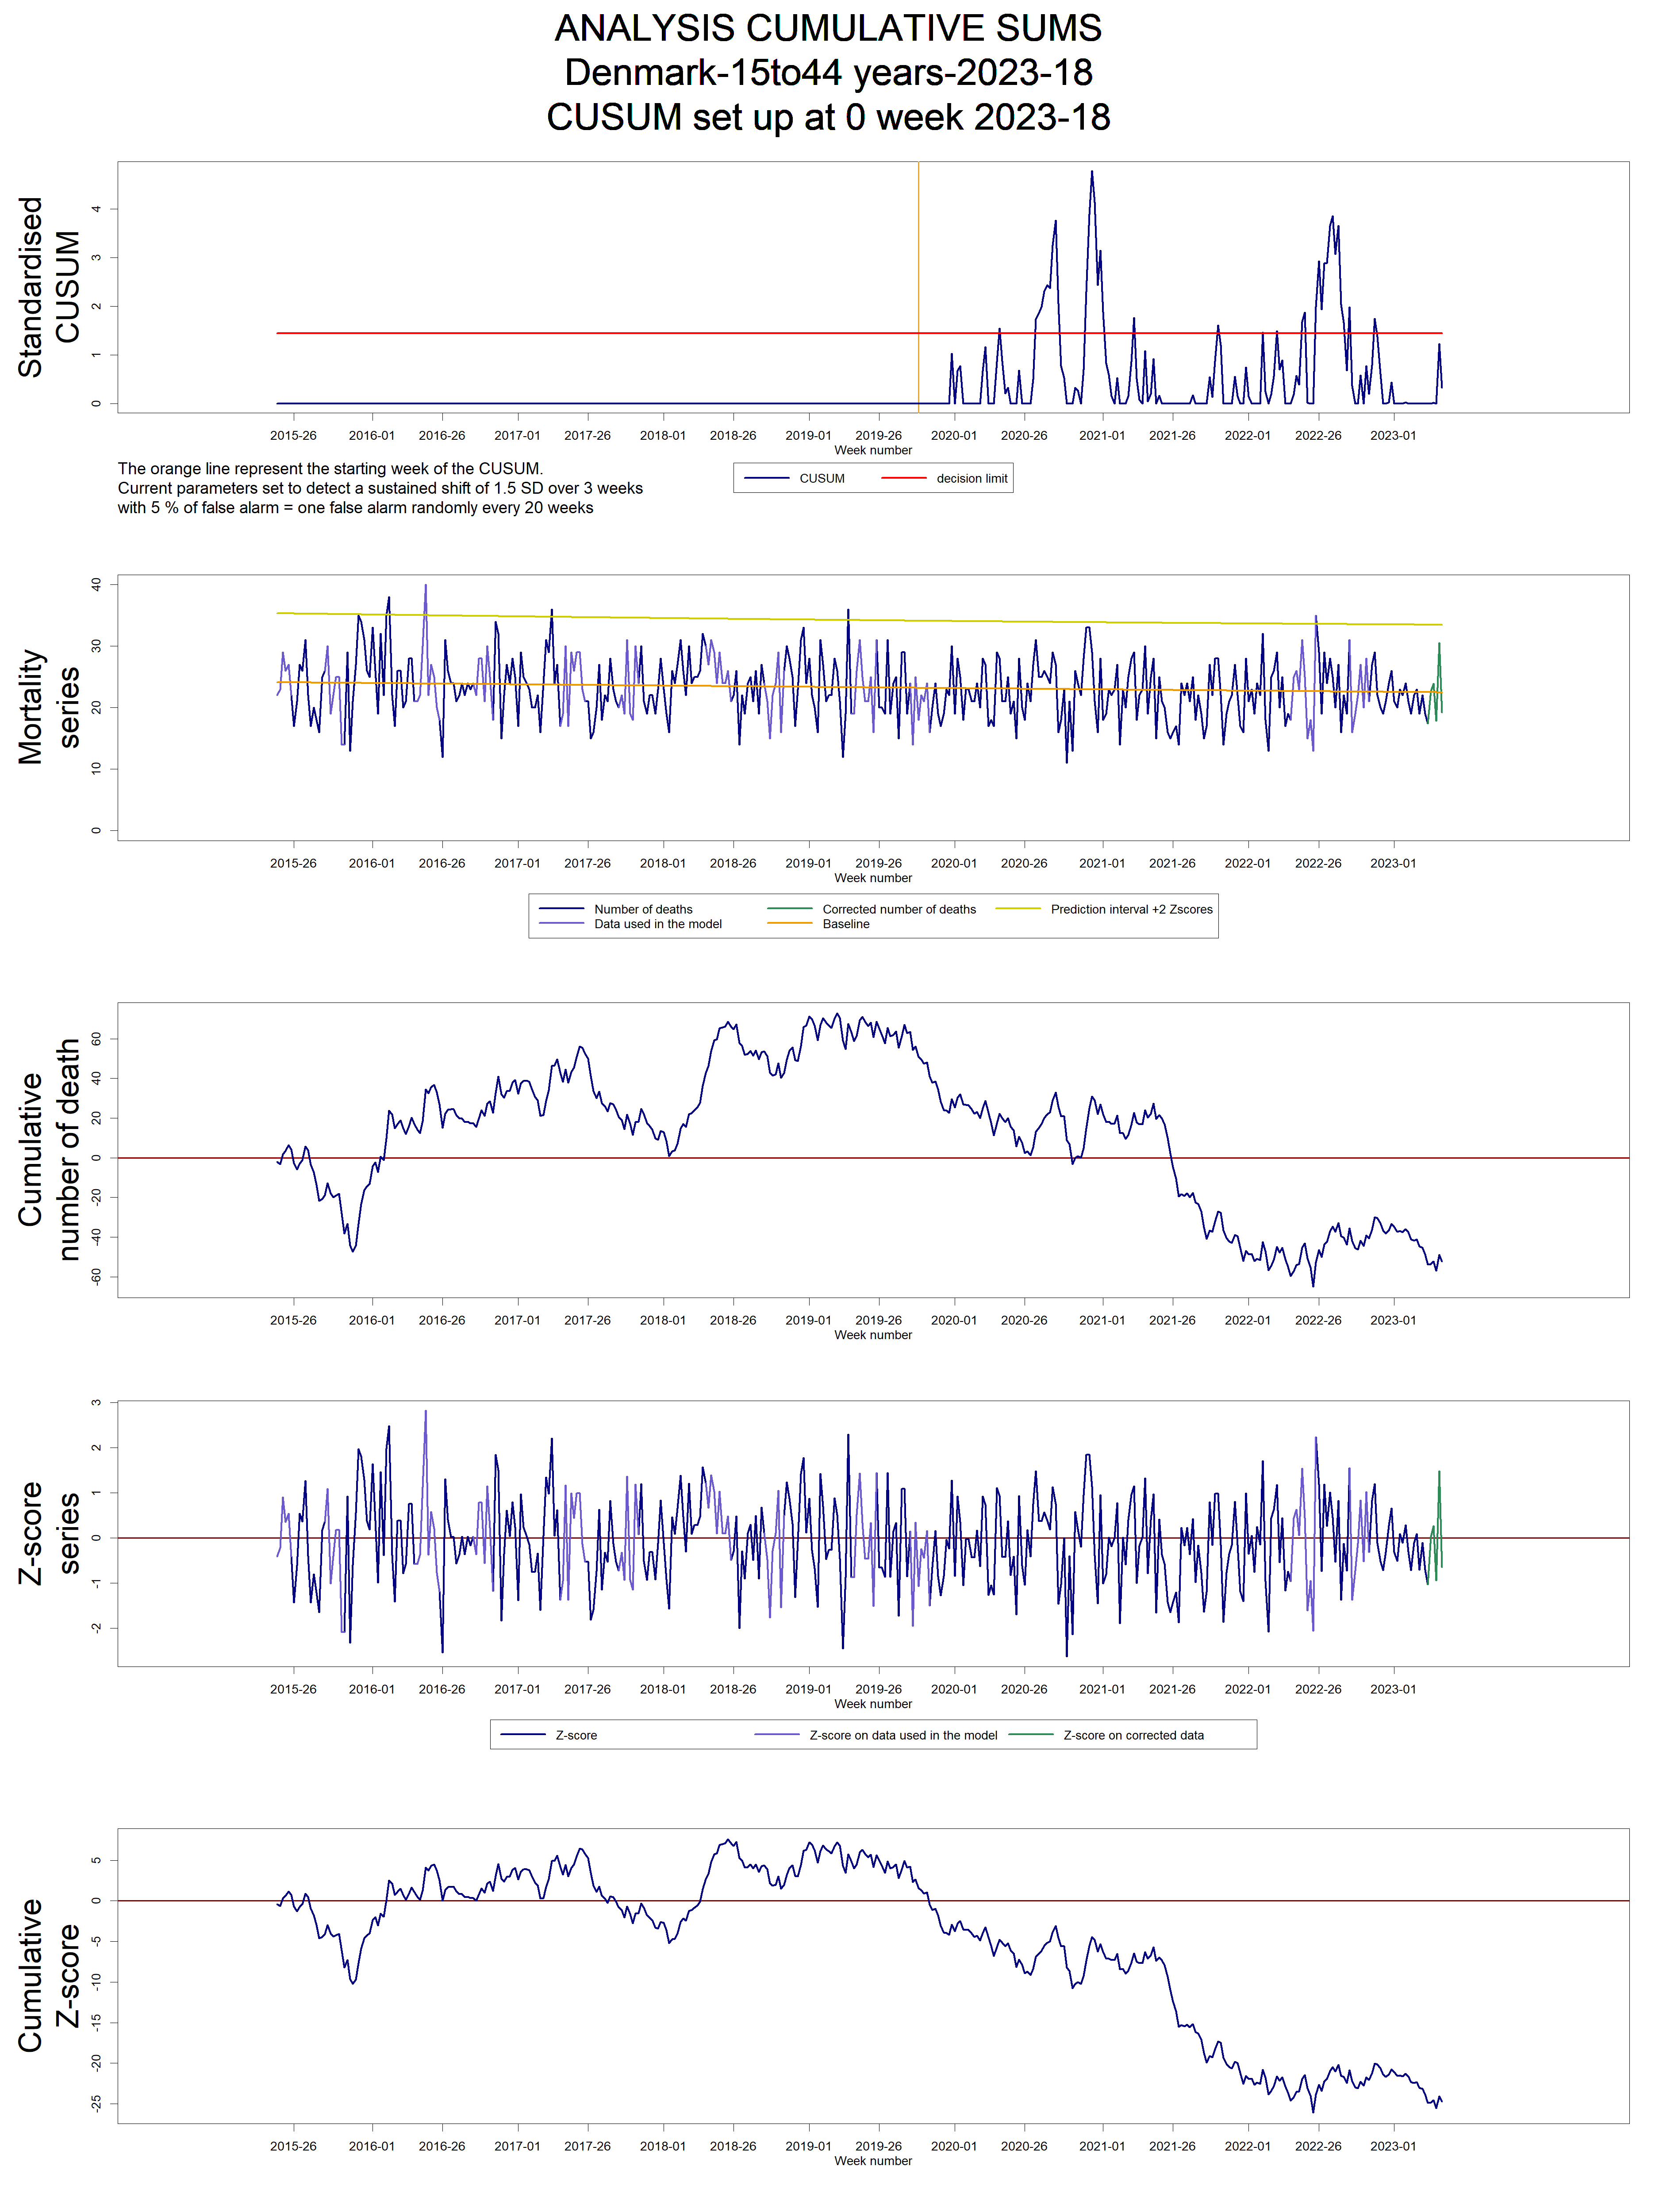 ANALYSIS CUMULATIVE SUMS
Denmark-15to44 years-2023-18
CUSUM set up at 0 week 2023-18
Standardised
CUSUM
4
3
2
1
0
2015-26 2016-01 2016-26 2017-01 2017-26 2018-01 2018-26 2019-01 2019-26 2020-01 2020-26 2021-01 2021-26 2022-01 2022-26 2023-01
Week number
The orange line represent the starting week of the CUSUM.
Current parameters set to detect a sustained shift of 1.5 SD over 3 weeks
with 5 % of false alarm = one false alarm randomly every 20 weeks
CUSUM decision limit
Mortality
series
40
30
20
10
0
2015-26 2016-01 2016-26 2017-01 2017-26 2018-01 2018-26 2019-01 2019-26 2020-01 2020-26 2021-01 2021-26 2022-01 2022-26 2023-01
Week number
Number of deaths Corrected number of deaths Prediction interval +2 Zscores
Data used in the model Baseline
Cumulative
number of death
60
40
20
0
-20
-40
-60
2015-26 2016-01 2016-26 2017-01 2017-26 2018-01 2018-26 2019-01 2019-26 2020-01 2020-26 2021-01 2021-26 2022-01 2022-26 2023-01
Week number
Z-score
series
3
2
1
0
-1
-2
2015-26 2016-01 2016-26 2017-01 2017-26 2018-01 2018-26 2019-01 2019-26 2020-01 2020-26 2021-01 2021-26 2022-01 2022-26 2023-01
Week number
Z-score Z-score on data used in the model Z-score on corrected data
Cumulative
Z-score
5
0
-5
-10
-15
-20
-25
2015-26 2016-01 2016-26 2017-01 2017-26 2018-01 2018-26 2019-01 2019-26 2020-01 2020-26 2021-01 2021-26 2022-01 2022-26 2023-01
Week number